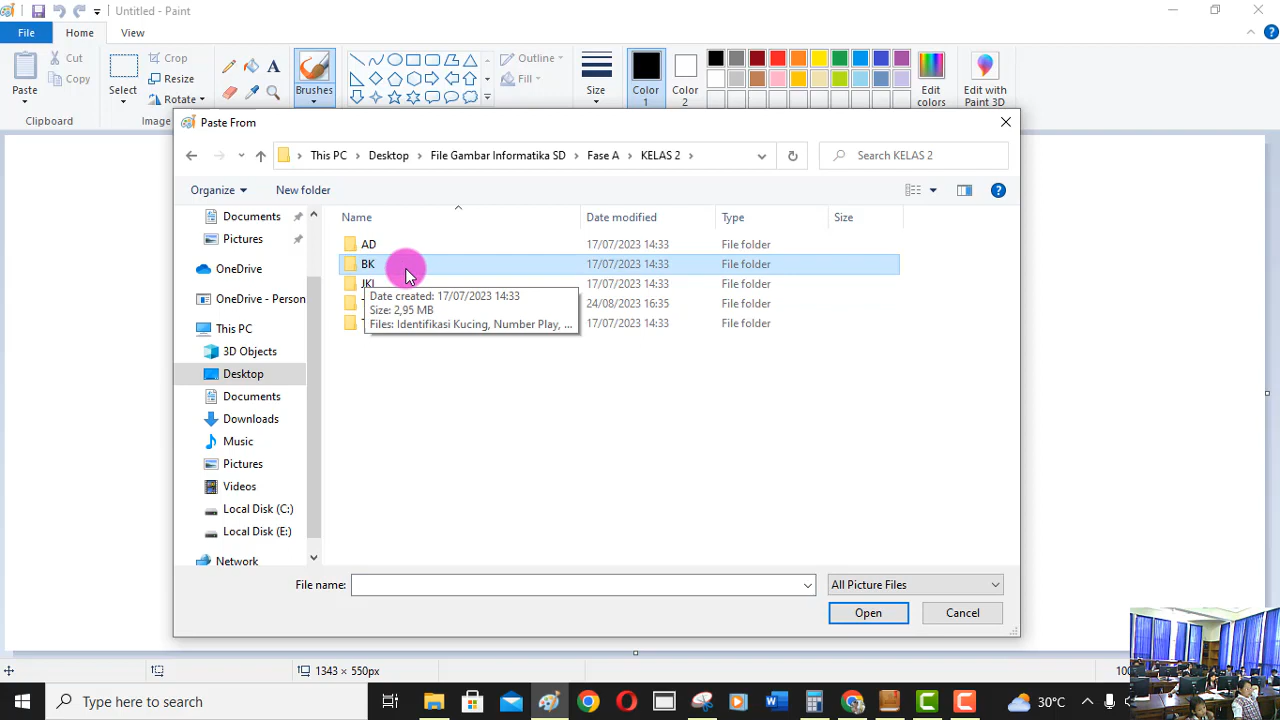 Untitled - Paint
File
Home
View
Paste
Cut
Copy
Clipboard
Select
Crop
Resize
Rotate
Image
Brushes
Outline
Fill
Size
Color 1
Color 2
Edit colors
Edit with Paint 3D
Paste From
This PC
Desktop
File Gambar Informatika SD
Fase A
KELAS 2
Search KELAS 2
Organize
New folder
Name
Date modified
Type
Size
AD 17/07/2023 14:33 File folder
BK 17/07/2023 14:33 File folder
JKI 17/07/2023 14:33 File folder
24/08/2023 16:35 File folder
17/07/2023 14:33 File folder
Date created: 17/07/2023 14:33
Size: 2,95 MB
Files: Identifikasi Kucing, Number Play, ...
Documents
Pictures
OneDrive
OneDrive - Person
This PC
3D Objects
Desktop
Documents
Downloads
Music
Pictures
Videos
Local Disk (C:)
Local Disk (E:)
Network
File name:
All Picture Files
Open
Cancel
1343 × 550px
Type here to search
30°C